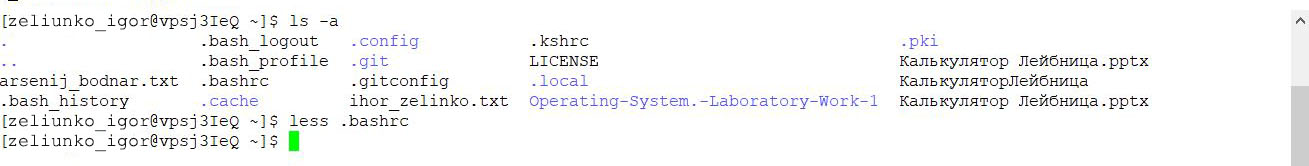 [zeliunko_igor@vpsj3IeQ ~]$ ls -a
. .bash_logout .config .kshrc .pki
.. .bash_profile .git LICENSE Калькулятор Лейбница.pptx
arsenij_bodnar.txt .bashrc .gitconfig .local КалькуляторЛейбница
.bash_history .cache ihor_zelinko.txt Operating-System.-Laboratory-Work-1 Калькулятор Лейбница.pptx
[zeliunko_igor@vpsj3IeQ ~]$ less .bashrc
[zeliunko_igor@vpsj3IeQ ~]$